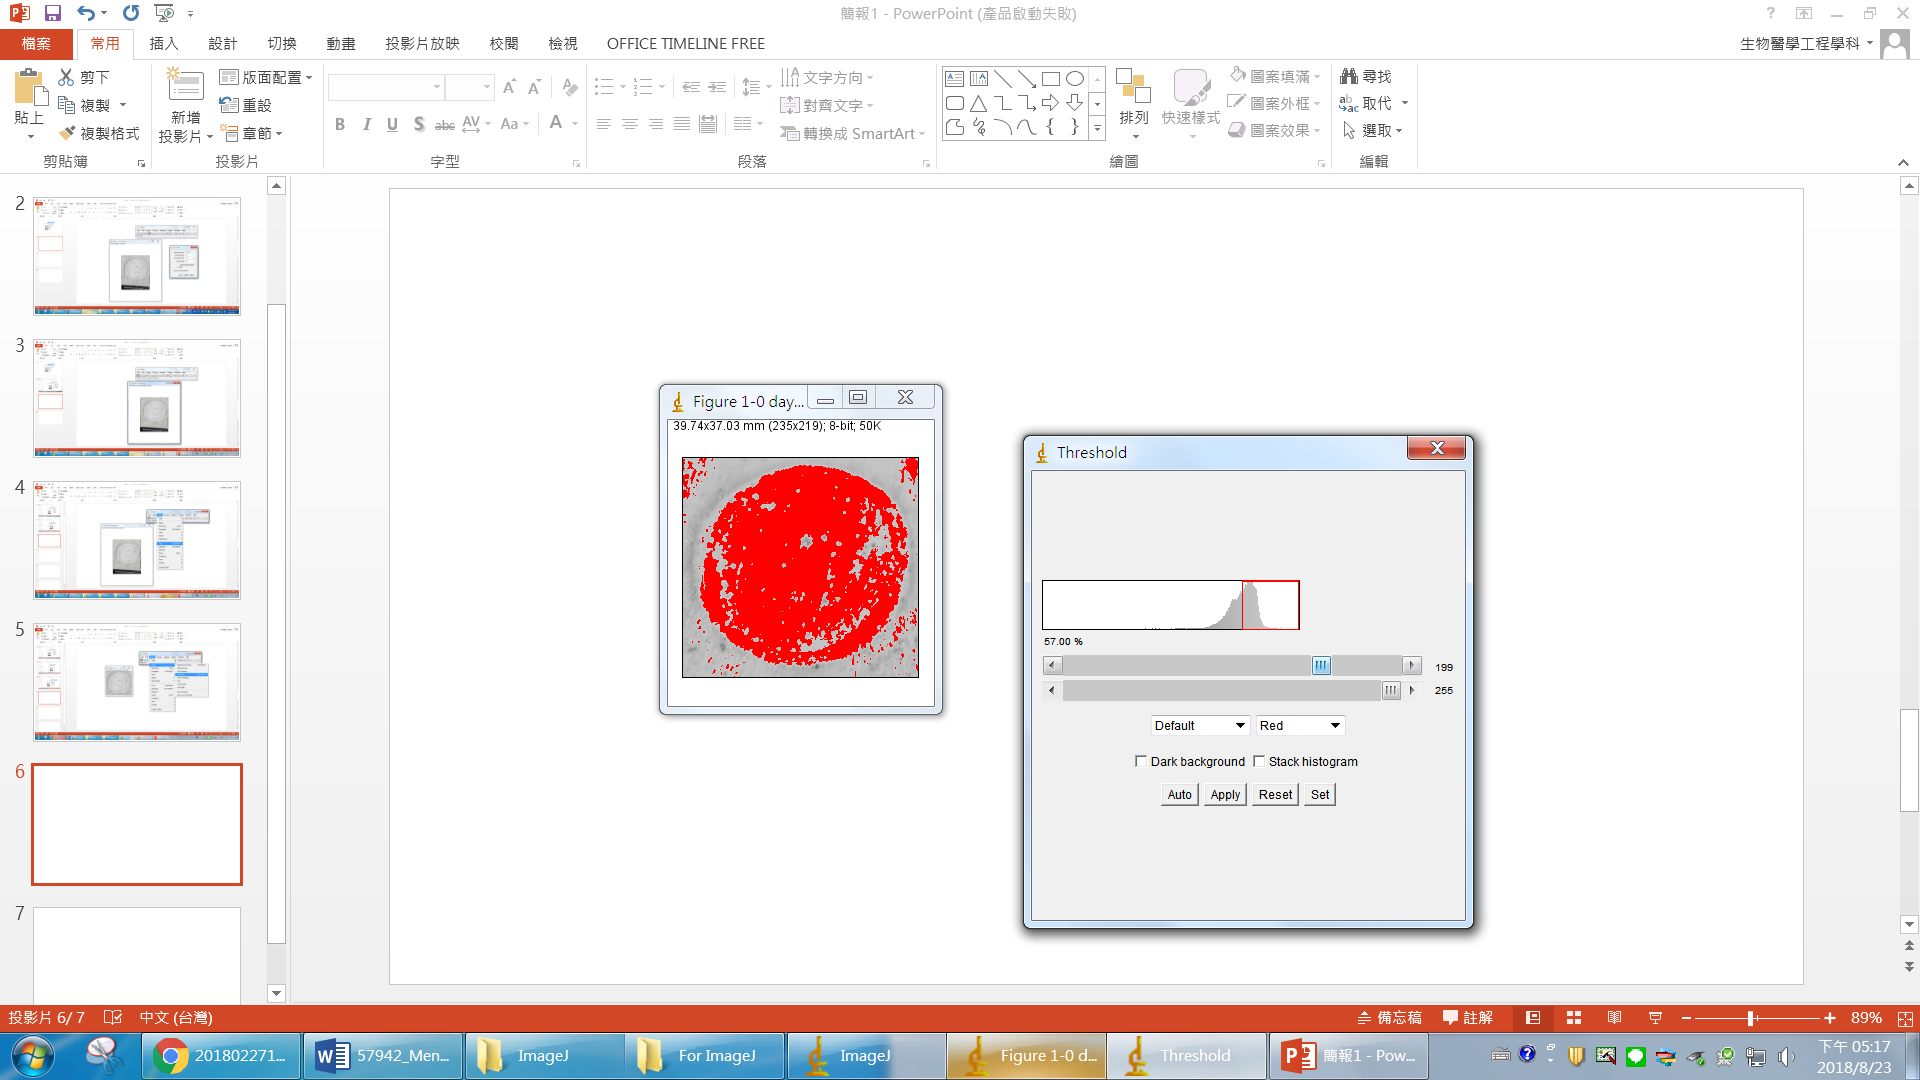 簡報1 - PowerPoint (產品啟動失敗)
檔案 常用 插入 設計 切換 動畫 投影片放映 校閱 檢視 OFFICE TIMELINE FREE 生物醫學工程學科
貼上
剪下
複製
複製格式
剪貼簿
新增
投影片
版面配置
重設
章節
投影片
B I U S abc AV Aa A
字型
文字方向
對齊文字
轉換成 SmartArt
段落
排列
快速樣式
圖案填滿
圖案外框
圖案效果
繪圖
尋找
取代
選取
編輯
2
3
4
5
6
7
Figure 1-0 day...
39.74x37.03 mm (235x219); 8-bit; 50K
Threshold
57.00 %
199
255
Default Red
Dark background Stack histogram
Auto Apply Reset Set
投影片 6/ 7 中文 (台灣) 備忘稿 註解 89%
201802271... 57942_Men... ImageJ For ImageJ ImageJ Figure 1-0 d... Threshold 簡報1 - Pow...
下午 05:17
2018/8/23